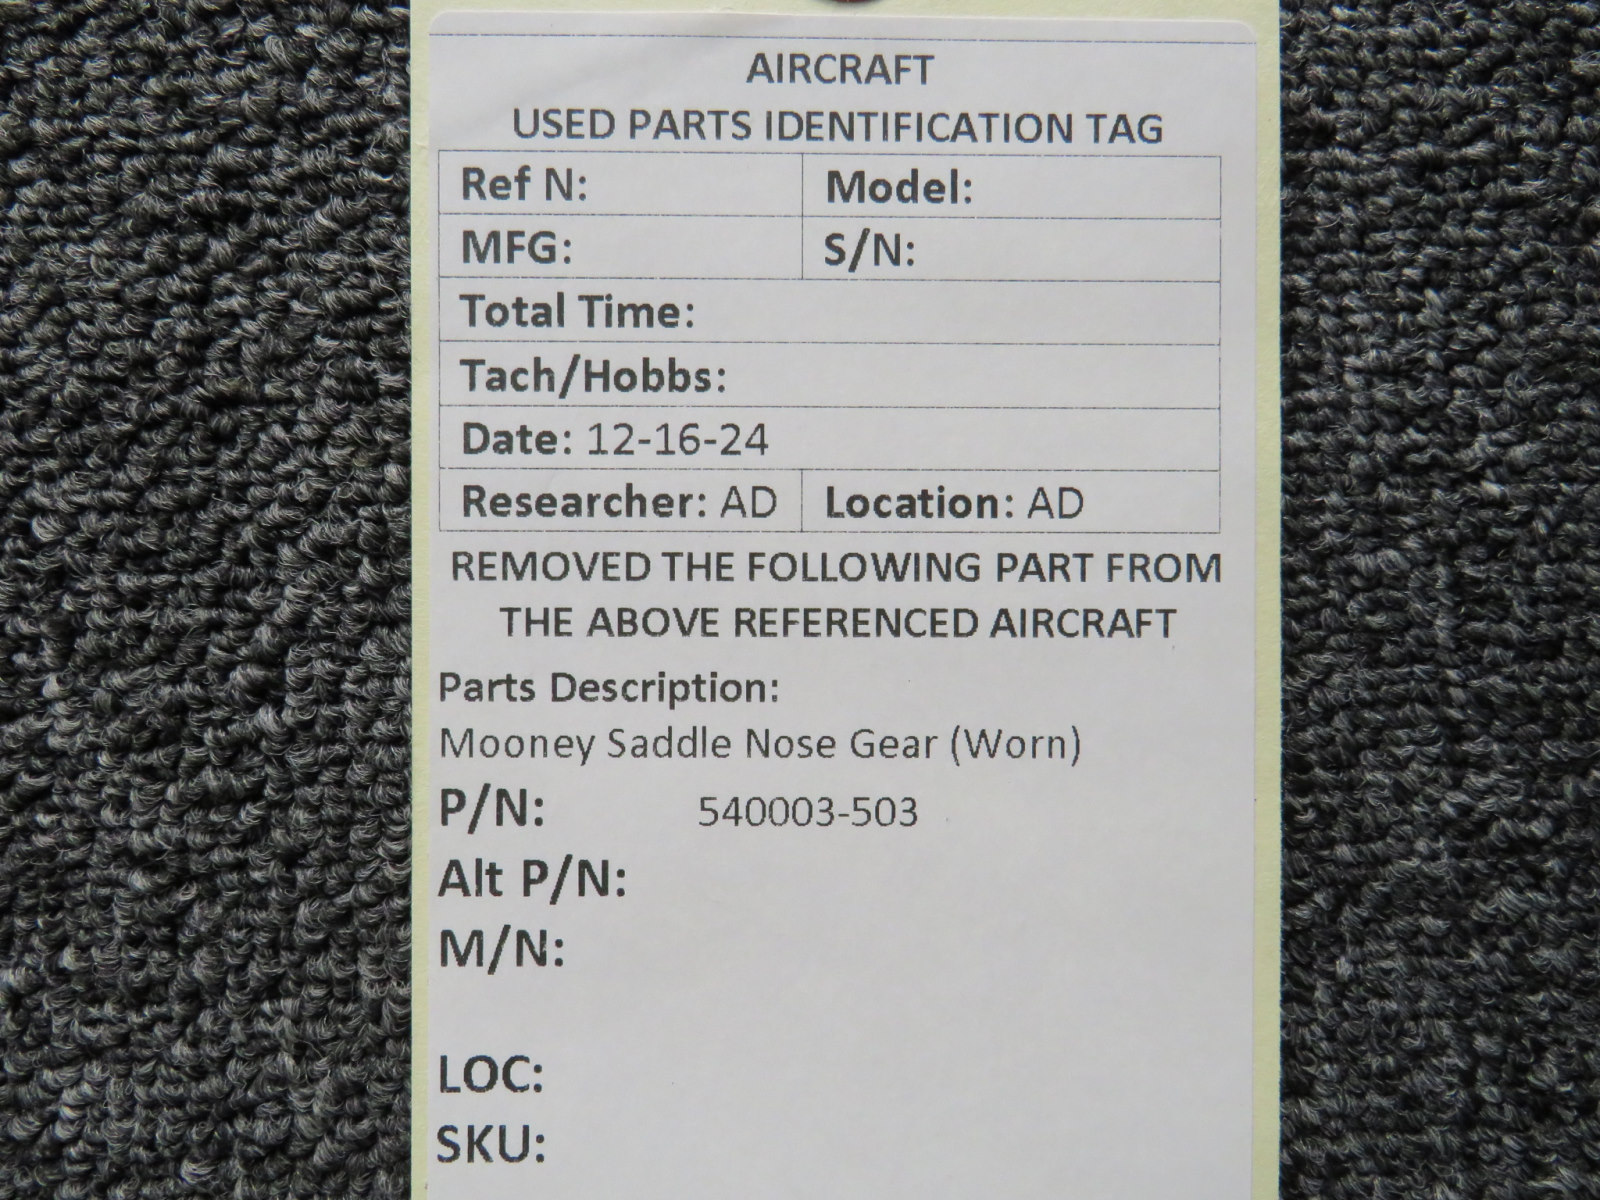 AIRCRAFT
USED PARTS IDENTIFICATION TAG
Ref N: Model:
MFG: S/N:
Total Time:
Tach/Hobbs:
Date: 12-16-24
Researcher: AD Location: AD
REMOVED THE FOLLOWING PART FROM
THE ABOVE REFERENCED AIRCRAFT
Parts Description:
Mooney Saddle Nose Gear (Worn)
P/N: 540003-503
Alt P/N:
M/N:
LOC:
SKU: